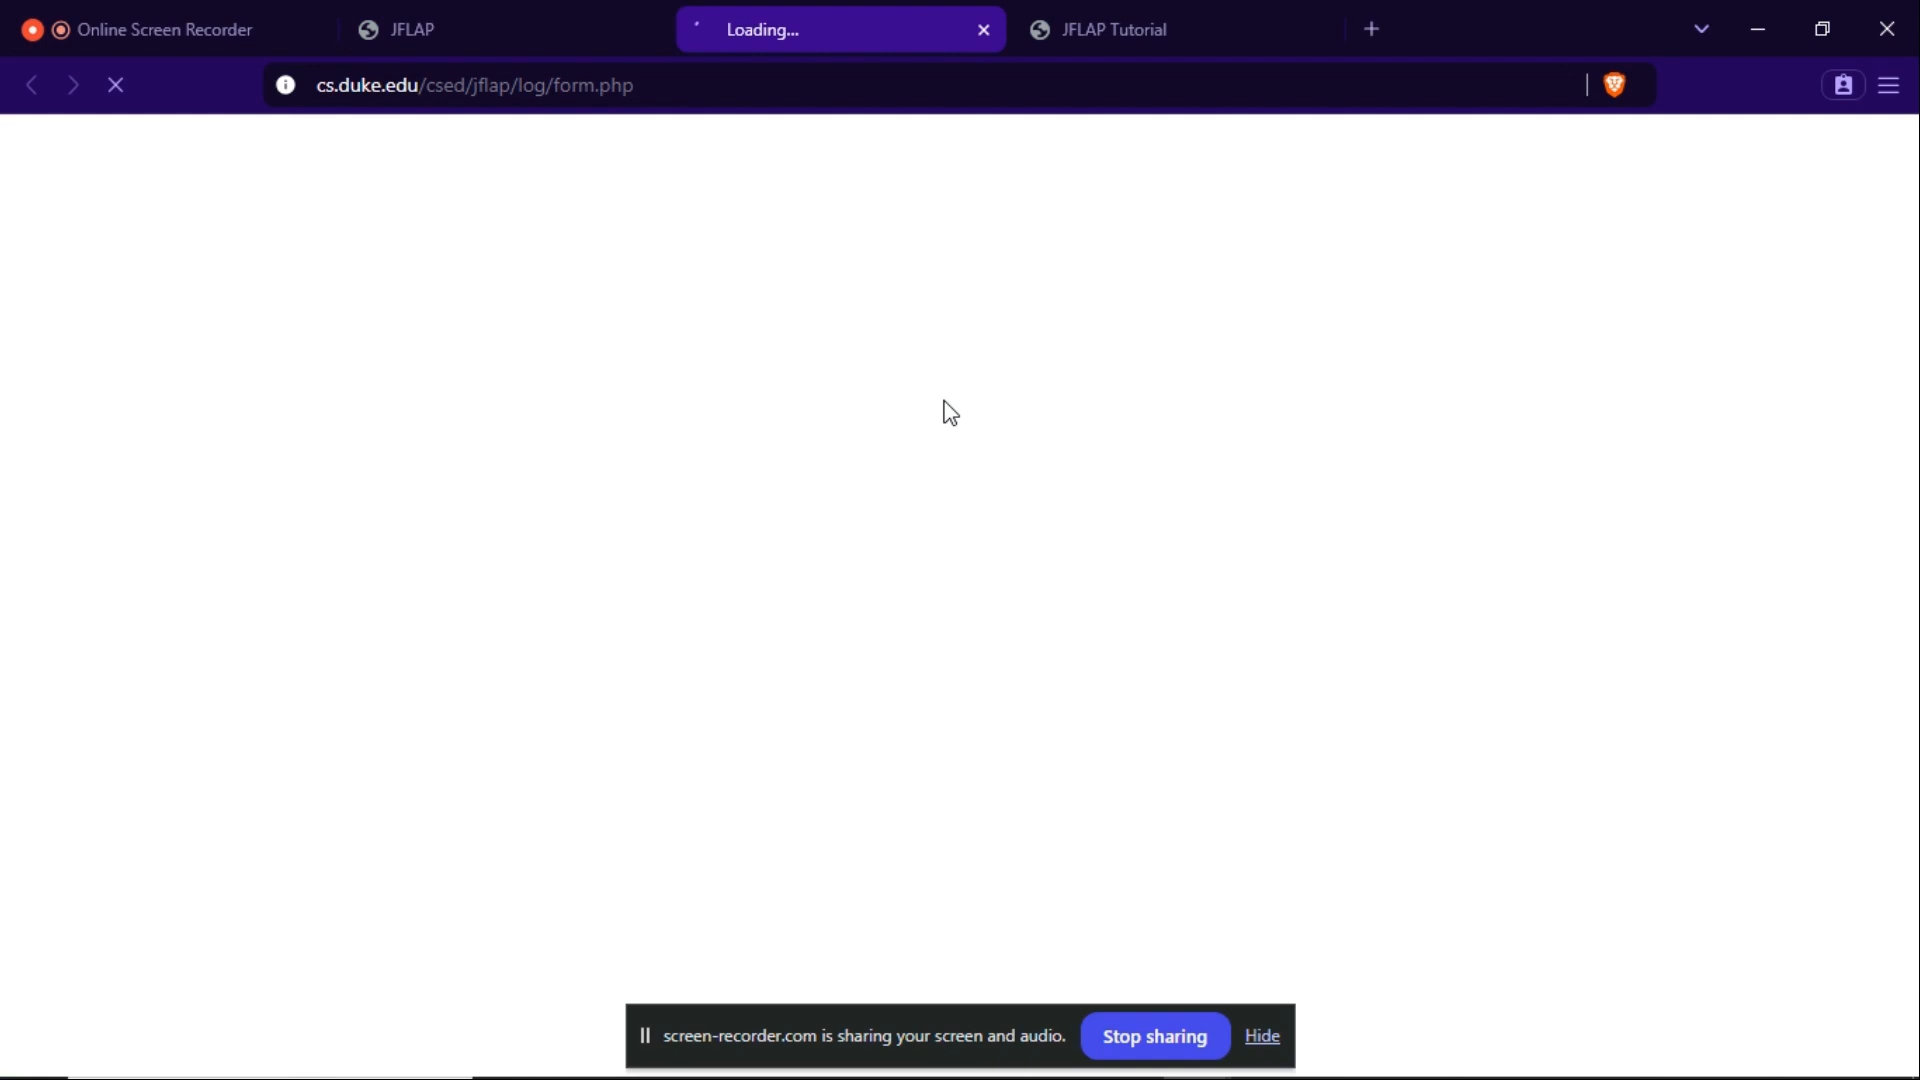 Online Screen Recorder
JFLAP
Loading...
JFLAP Tutorial
cs.duke.edu/csed/jflap/log/form.php
screen-recorder.com is sharing your screen and audio.
Stop sharing
Hide